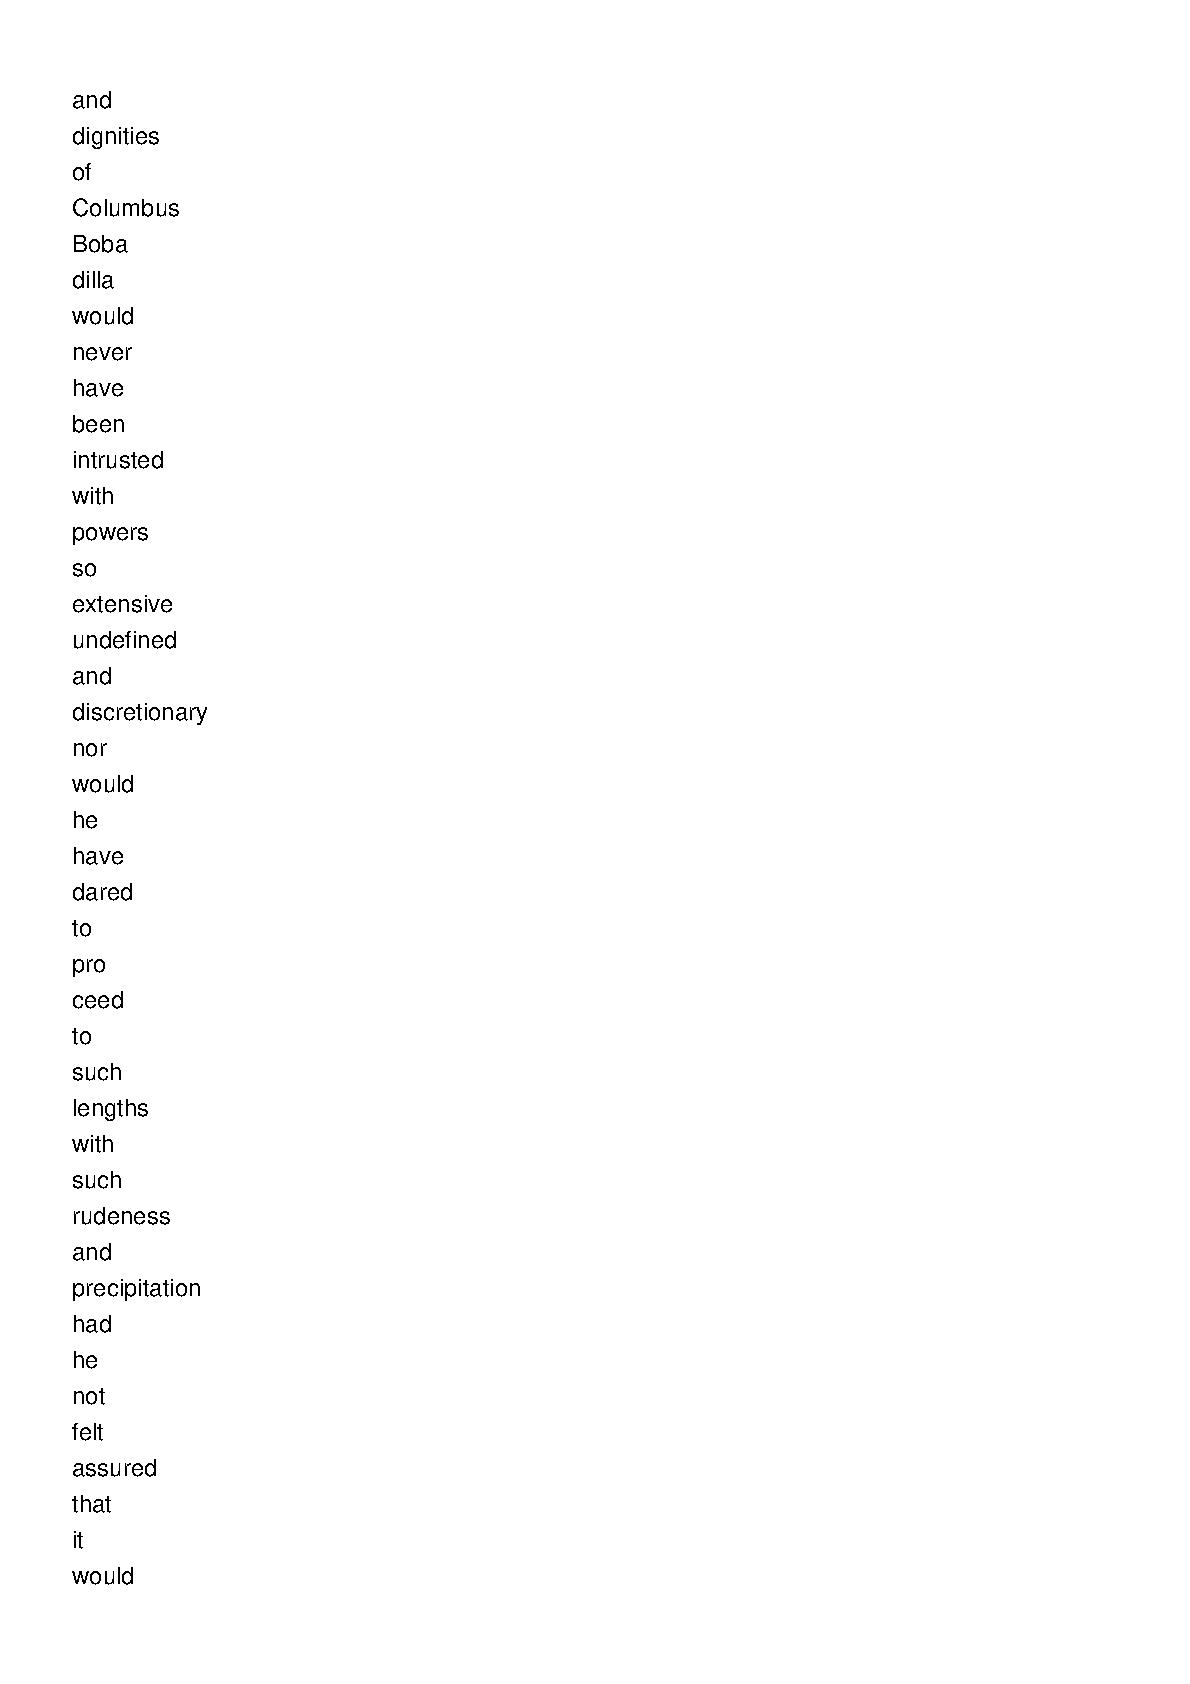 and
dignities
of
Columbus
Boba
dilla
would
never
have
been
intrusted
with
powers
so
extensive
undefined
and
discretionary
nor
would
he
have
dared
to
pro
ceed
to
such
lengths
with
such
rudeness
and
precipitation
had
he
not
felt
assured
that
it
would